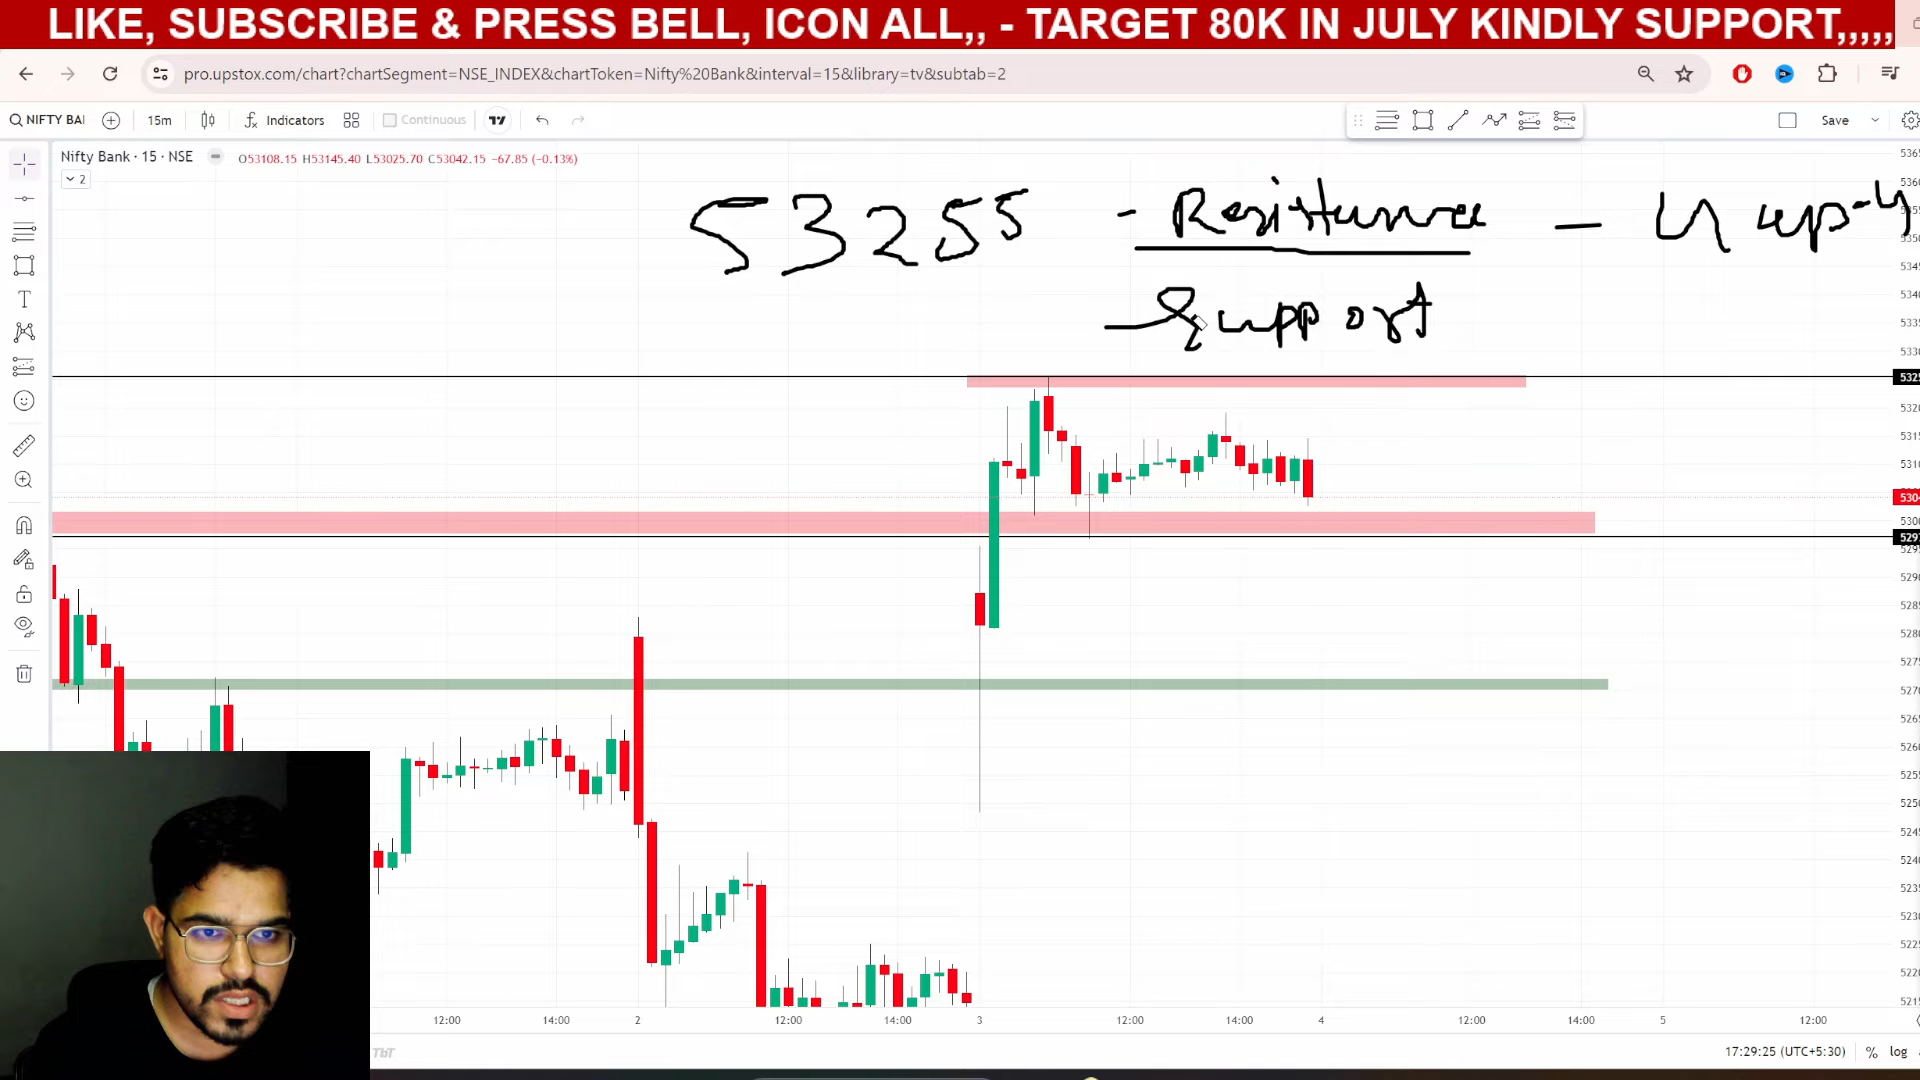 LIKE, SUBSCRIBE & PRESS BELL, ICON ALL,, - TARGET 80K IN JULY KINDLY SUPPORT,,,,,
pro.upstox.com/chart?chartSegment=NSE_INDEX&chartToken=Nifty%20Bank&interval=15&library=tv&subtab=2
NIFTY BAI 15m Indicators Continuous Save
Nifty Bank · 15 · NSE O53108.15 H53145.40 L53025.70 C53042.15 -67.85 (-0.13%)
2
53255 - Resistance -
Support
12:00 14:00 2 12:00 14:00 3 12:00 14:00 4 12:00 14:00 5 12:00
17:29:25 (UTC+5:30) % log